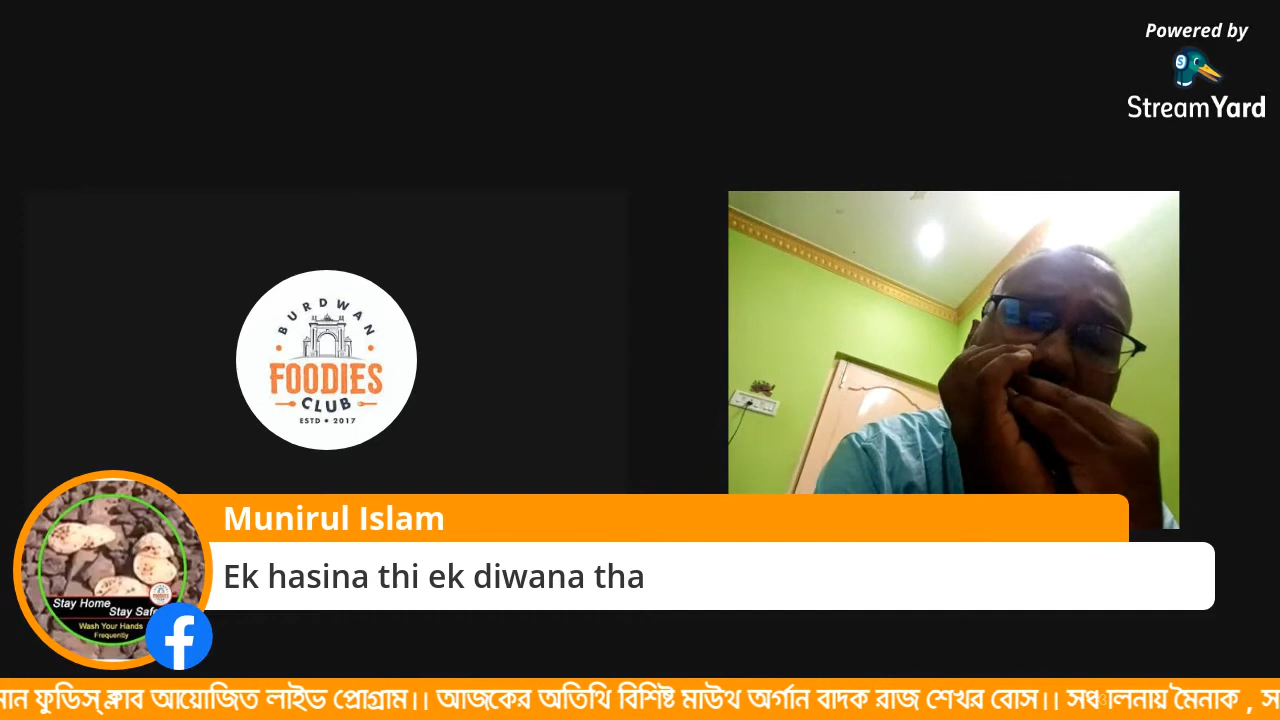 Powered by
StreamYard
BURDWAN
FOODIES
CLUB
ESTD • 2017
Munirul Islam
Ek hasina thi ek diwana tha
Stay Home
Stay Safe
Wash Your Hands
Frequently
ফুডিস্ ক্লাব আয়োজিত লাইভ প্রোগ্রাম।। আজকের অতিথি বিশিষ্ট মাউথ অর্গান বাদক রাজ শেখর বোস।। সঞ্চালনায় মৈনাক ,